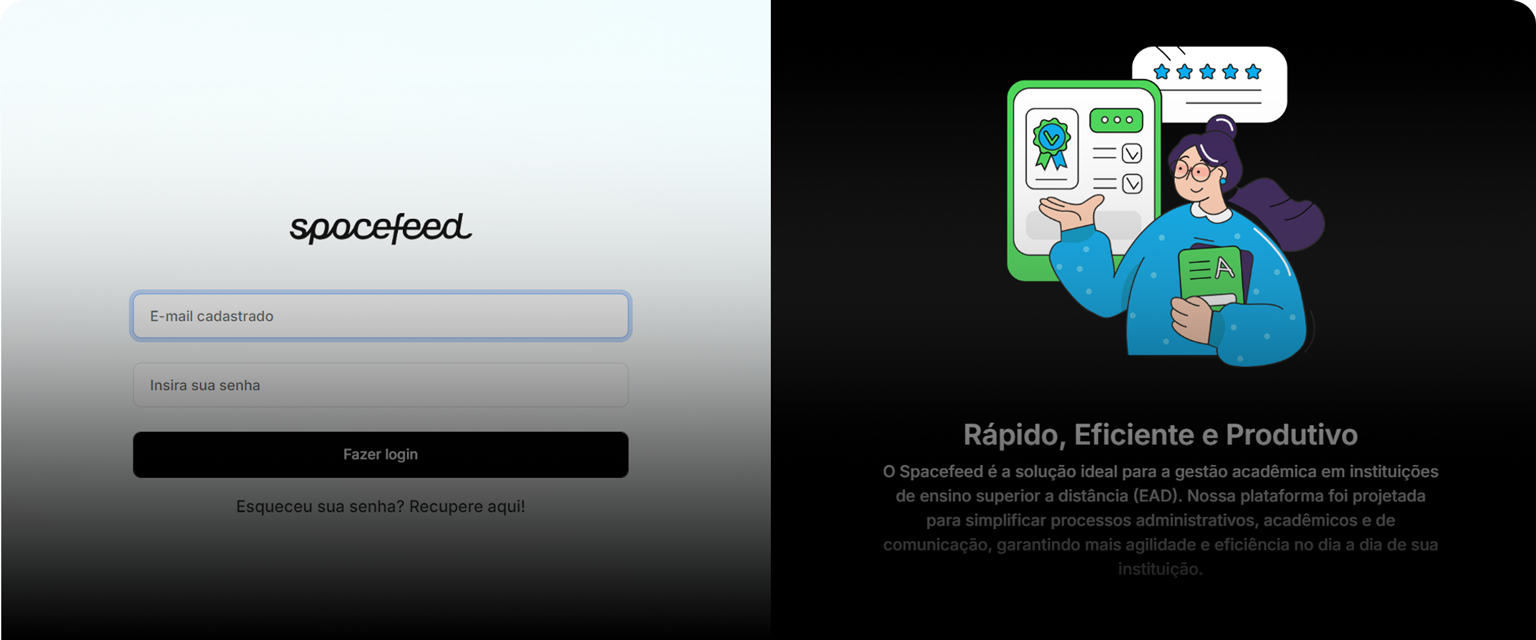 spacefeed
E-mail cadastrado
Insira sua senha
Fazer login
Esqueceu sua senha? Recupere aqui!
A
Rápido, Eficiente e Produtivo
O Spacefeed é a solução ideal para a gestão acadêmica em instituições
de ensino superior a distância (EAD). Nossa plataforma foi projetada
para simplificar processos administrativos, acadêmicos e de
comunicação, garantindo mais agilidade e eficiência no dia a dia de sua
instituição.